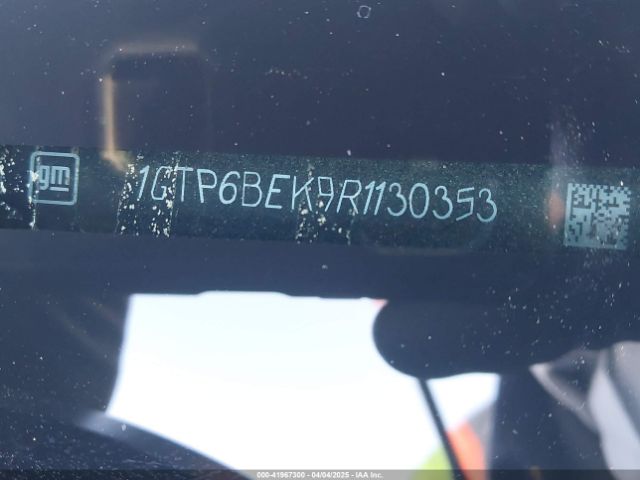 gm
1GTP6BEK9R1130353
000-41967300 - 04/04/2025 - IAA Inc.